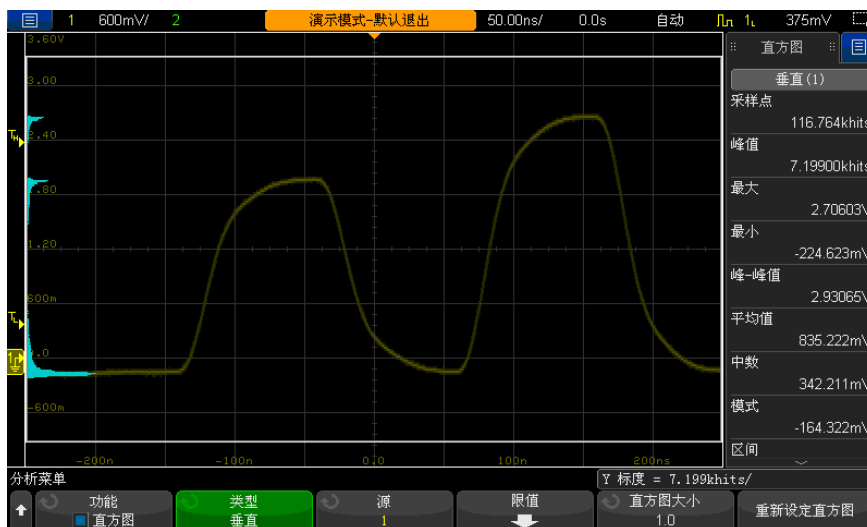 1 600mV/ 2 演示模式-默认退出 50.00ns/ 0.0s 自动 1 375mV
3.60V
3.00
2.40
1.80
1.20
600m
0.0
-600m
-200n -100n 0.0 100n 200ns
直方图
垂直(1)
采样点
116.764khits
峰值
7.19900khits
最大
2.70603V
最小
-224.623mV
峰-峰值
2.93065V
平均值
835.222mV
中数
342.211mV
模式
-164.322mV
区间
TH
TL
1
分析菜单
Y 标度 = 7.199khits/
功能
直方图
类型
垂直
源
1
限值
直方图大小
1.0
重新设定直方图